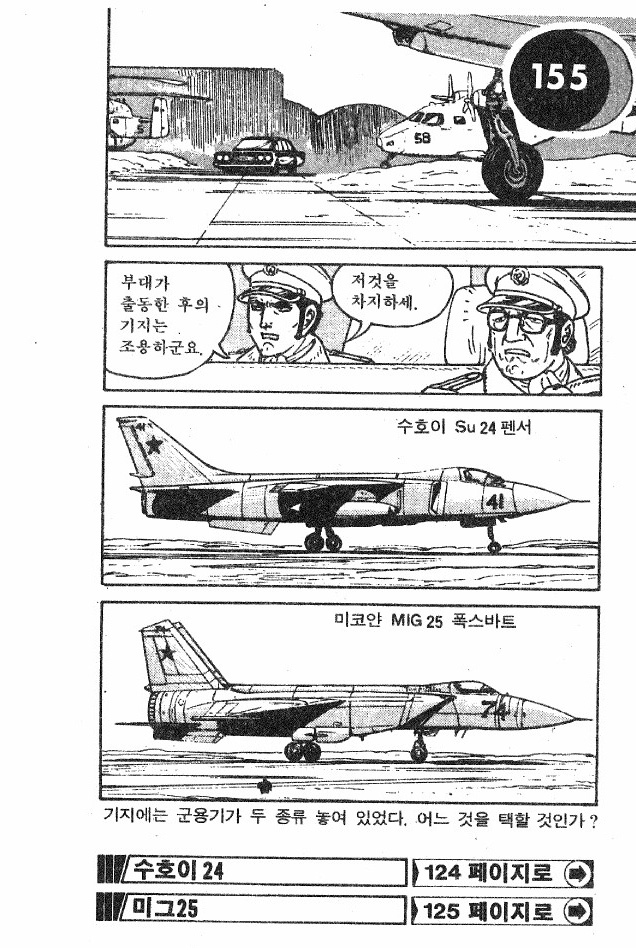 155
58
부대가
출동한 후의
기지는
조용하군요.
저것을
차지하세.
수호이 Su 24 펜서
41
미코얀 MIG 25 폭스바트
74
기지에는 군용기가 두 종류 놓여 있었다. 어느 것을 택할 것인가?
수호이 24
124 페이지로
미그25
125 페이지로